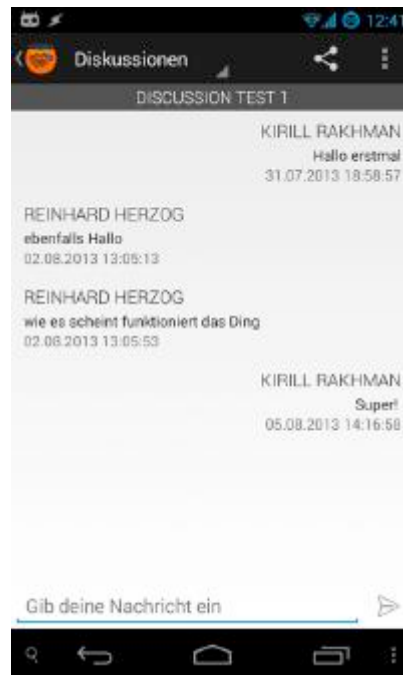 12:41
Diskussionen
DISCUSSION TEST 1
KIRILL RAKHMAN
Hallo erstmal
31.07.2013 18:58:57
REINHARD HERZOG
ebenfalls Hallo
02.08.2013 13:05:13
REINHARD HERZOG
wie es scheint funktioniert das Ding
02.08.2013 13:05:53
KIRILL RAKHMAN
Super!
05.08.2013 14:16:58
Gib deine Nachricht ein